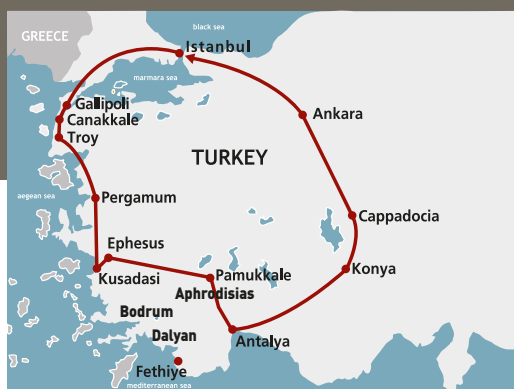 black sea
GREECE
Istanbul
marmara sea
Gallipoli
Canakkale
Ankara
Troy
TURKEY
aegean sea
Pergamum
Cappadocia
Ephesus
Kusadasi
Pamukkale
Konya
Aphrodisias
Bodrum
Dalyan
Antalya
Fethiye
mediterranean sea